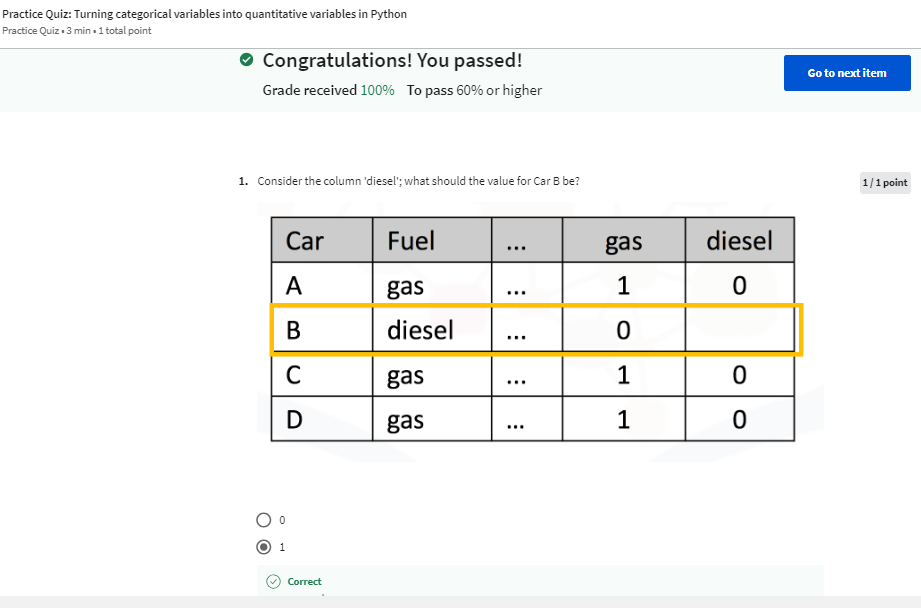 Practice Quiz: Turning categorical variables into quantitative variables in Python
Practice Quiz • 3 min • 1 total point
Congratulations! You passed!
Grade received 100% To pass 60% or higher
Go to next item
1. Consider the column 'diesel'; what should the value for Car B be?
1 / 1 point
Car Fuel ... gas diesel
A gas ... 1 0
B diesel ... 0
C gas ... 1 0
D gas ... 1 0
0
1
Correct